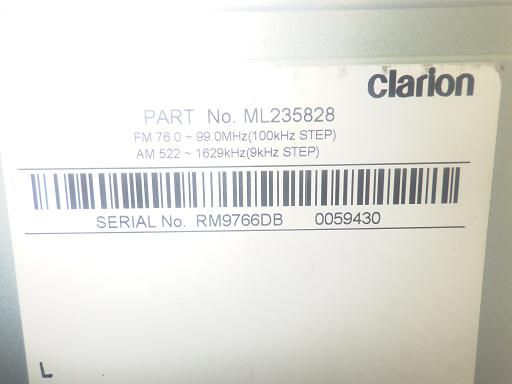 clarion
PART No. ML235828
FM 76.0 ~ 99.0MHz(100kHz STEP)
AM 522 ~ 1629kHz(9kHz STEP)
SERIAL No. RM9766DB 0059430
L